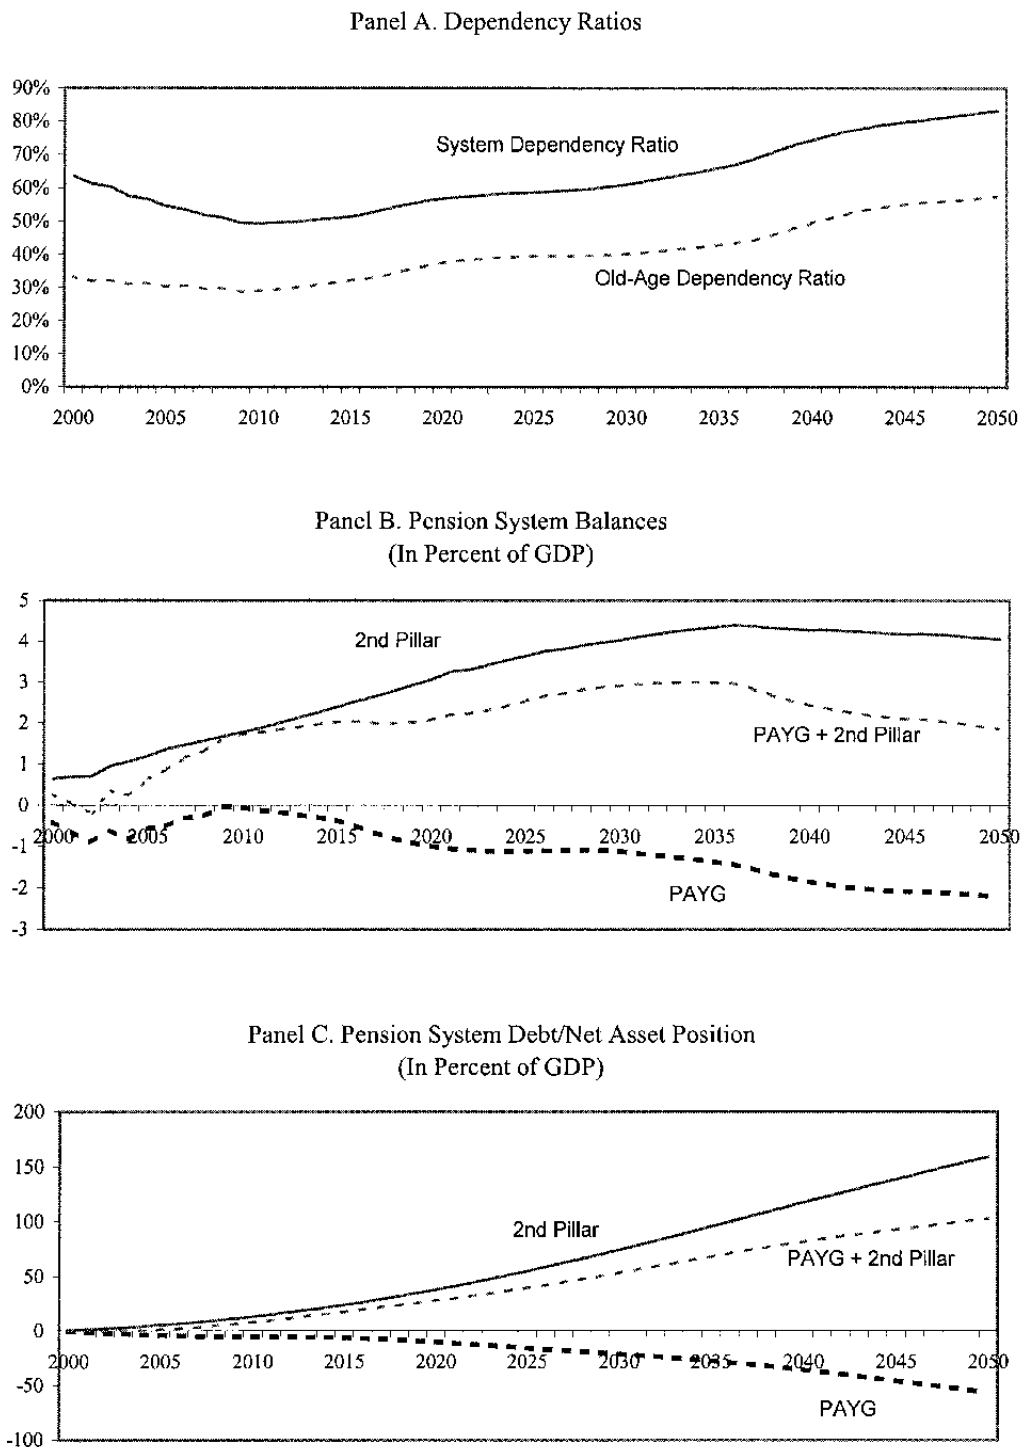 Panel A. Dependency Ratios
90%
80%
70%
60%
50%
40%
30%
20%
10%
0%
System Dependency Ratio
Old-Age Dependency Ratio
2000 2005 2010 2015 2020 2025 2030 2035 2040 2045 2050
Panel B. Pension System Balances
(In Percent of GDP)
5
4
3
2
1
0
-1
-2
-3
2nd Pillar
PAYG + 2nd Pillar
2000 2005 2010 2015 2020 2025 2030 2035 2040 2045 2050
PAYG
Panel C. Pension System Debt/Net Asset Position
(In Percent of GDP)
200
150
100
50
0
-50
-100
2nd Pillar
PAYG + 2nd Pillar
2000 2005 2010 2015 2020 2025 2030 2035 2040 2045 2050
PAYG